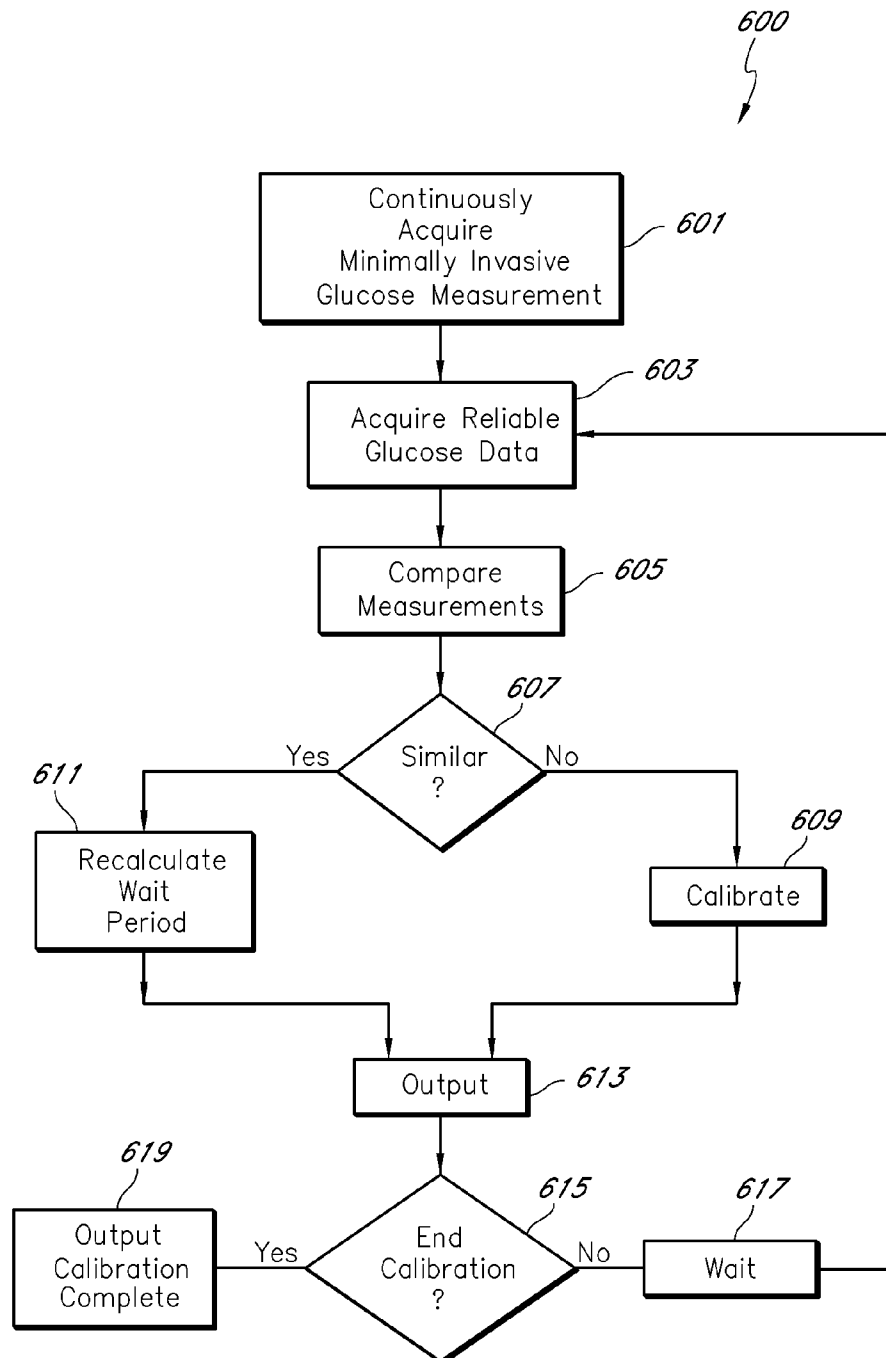 600
Continuously
Acquire
Minimally Invasive
Glucose Measurement
601
603
Acquire Reliable
Glucose Data
Compare
Measurements
605
607
Yes
Similar
?
No
611
Recalculate
Wait
Period
609
Calibrate
Output
613
619
Output
Calibration
Complete
Yes
615
End
Calibration
?
No
617
Wait